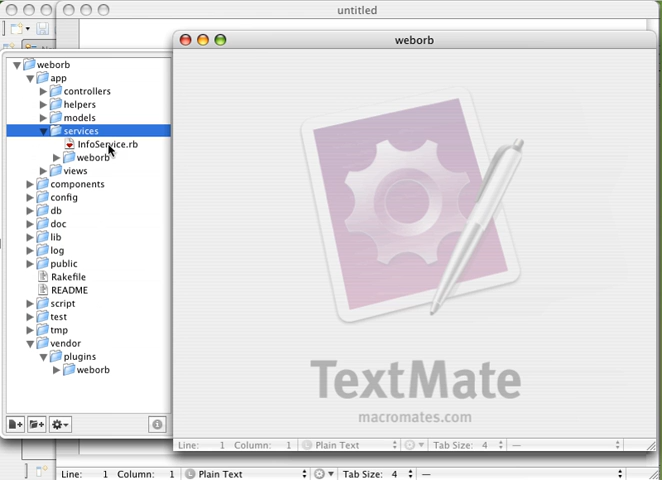 untitled
weborb
weborb
app
controllers
helpers
models
services
InfoService.rb
weborb
views
components
config
db
doc
lib
log
public
Rakefile
README
script
test
tmp
vendor
plugins
weborb
TextMate
macromates.com
Line: 1 Column: 1 Plain Text Tab Size: 4 —
Line: 1 Column: 1 Plain Text Tab Size: 4 —